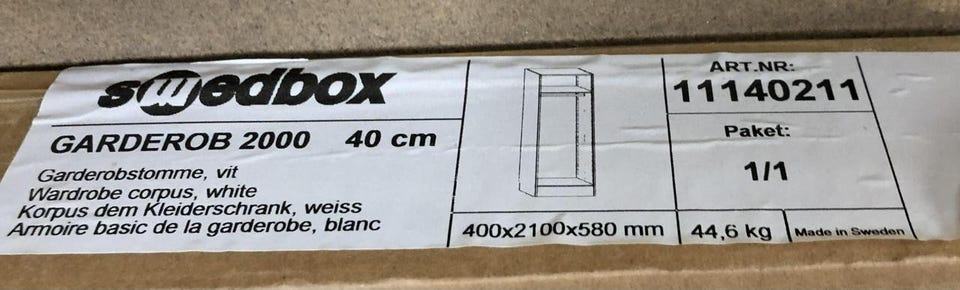 swedbox
GARDEROB 2000 40 cm
Garderobstomme, vit
Wardrobe corpus, white
Korpus dem Kleiderschrank, weiss
Armoire basic de la garderobe, blanc
400x2100x580 mm
ART.NR:
11140211
Paket:
1/1
44,6 kg
Made in Sweden